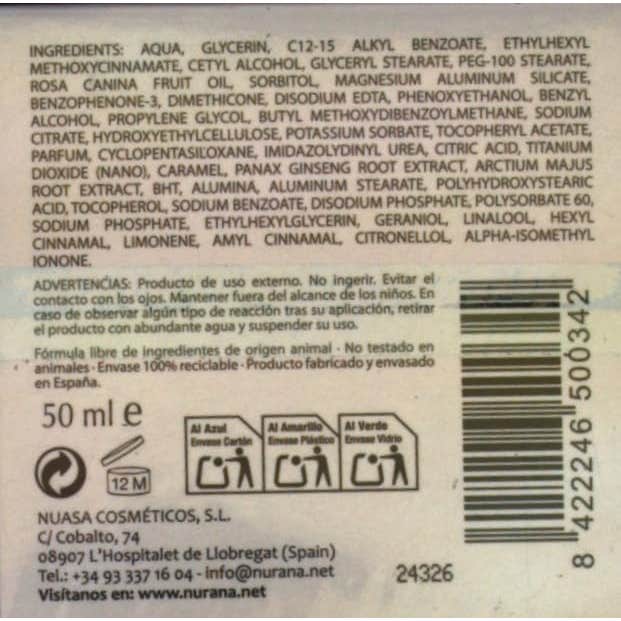 INGREDIENTS: AQUA, GLYCERIN, C12-15 ALKYL BENZOATE, ETHYLHEXYL
METHOXYCINNAMATE, CETYL ALCOHOL, GLYCERYL STEARATE, PEG-100 STEARATE,
ROSA CANINA FRUIT OIL, SORBITOL, MAGNESIUM ALUMINUM SILICATE,
BENZOPHENONE-3, DIMETHICONE, DISODIUM EDTA, PHENOXYETHANOL, BENZYL
ALCOHOL, PROPYLENE GLYCOL, BUTYL METHOXYDIBENZOYLMETHANE, SODIUM
CITRATE, HYDROXYETHYLCELLULOSE, POTASSIUM SORBATE, TOCOPHERYL ACETATE,
PARFUM, CYCLOPENTASILOXANE, IMIDAZOLYDINYL UREA, CITRIC ACID, TITANIUM
DIOXIDE (NANO), CARAMEL, PANAX GINSENG ROOT EXTRACT, ARCTIUM MAJUS
ROOT EXTRACT, BHT, ALUMINA, ALUMINUM STEARATE, POLYHYDROXYSTEARIC
ACID, TOCOPHEROL, SODIUM BENZOATE, DISODIUM PHOSPHATE, POLYSORBATE 60,
SODIUM PHOSPHATE, ETHYLHEXYLGLYCERIN, GERANIOL, LINALOOL, HEXYL
CINNAMAL, LIMONENE, AMYL CINNAMAL, CITRONELLOL, ALPHA-ISOMETHYL
IONONE.
ADVERTENCIAS: Producto de uso externo. No ingerir. Evitar el
contacto con los ojos. Mantener fuera del alcance de los niños. En
caso de observar algún tipo de reacción tras su aplicación, retirar
el producto con abundante agua y suspender su uso.
Fórmula libre de ingredientes de origen animal · No testado en
animales · Envase 100% reciclable · Producto fabricado y envasado
en España.
50 ml e
Al Azul
Envase Cartón
Al Amarillo
Envase Plástico
Al Verde
Envase Vidrio
12 M
NUASA COSMÉTICOS, S.L.
C/ Cobalto, 74
08907 L'Hospitalet de Llobregat (Spain)
Tel.: +34 93 337 16 04 - info@nurana.net
Visítanos en: www.nurana.net
24326
8 422246 500342